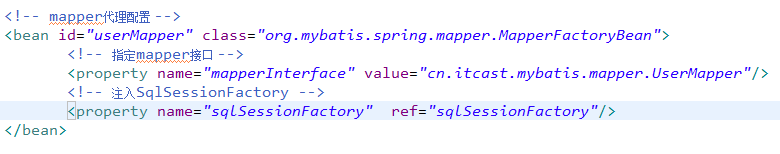 <!-- mapper代理配置 -->
<bean id="userMapper" class="org.mybatis.spring.mapper.MapperFactoryBean">
<!-- 指定mapper接口 -->
<property name="mapperInterface" value="cn.itcast.mybatis.mapper.UserMapper"/>
<!-- 注入SqlSessionFactory -->
<property name="sqlSessionFactory"  ref="sqlSessionFactory"/>
</bean>